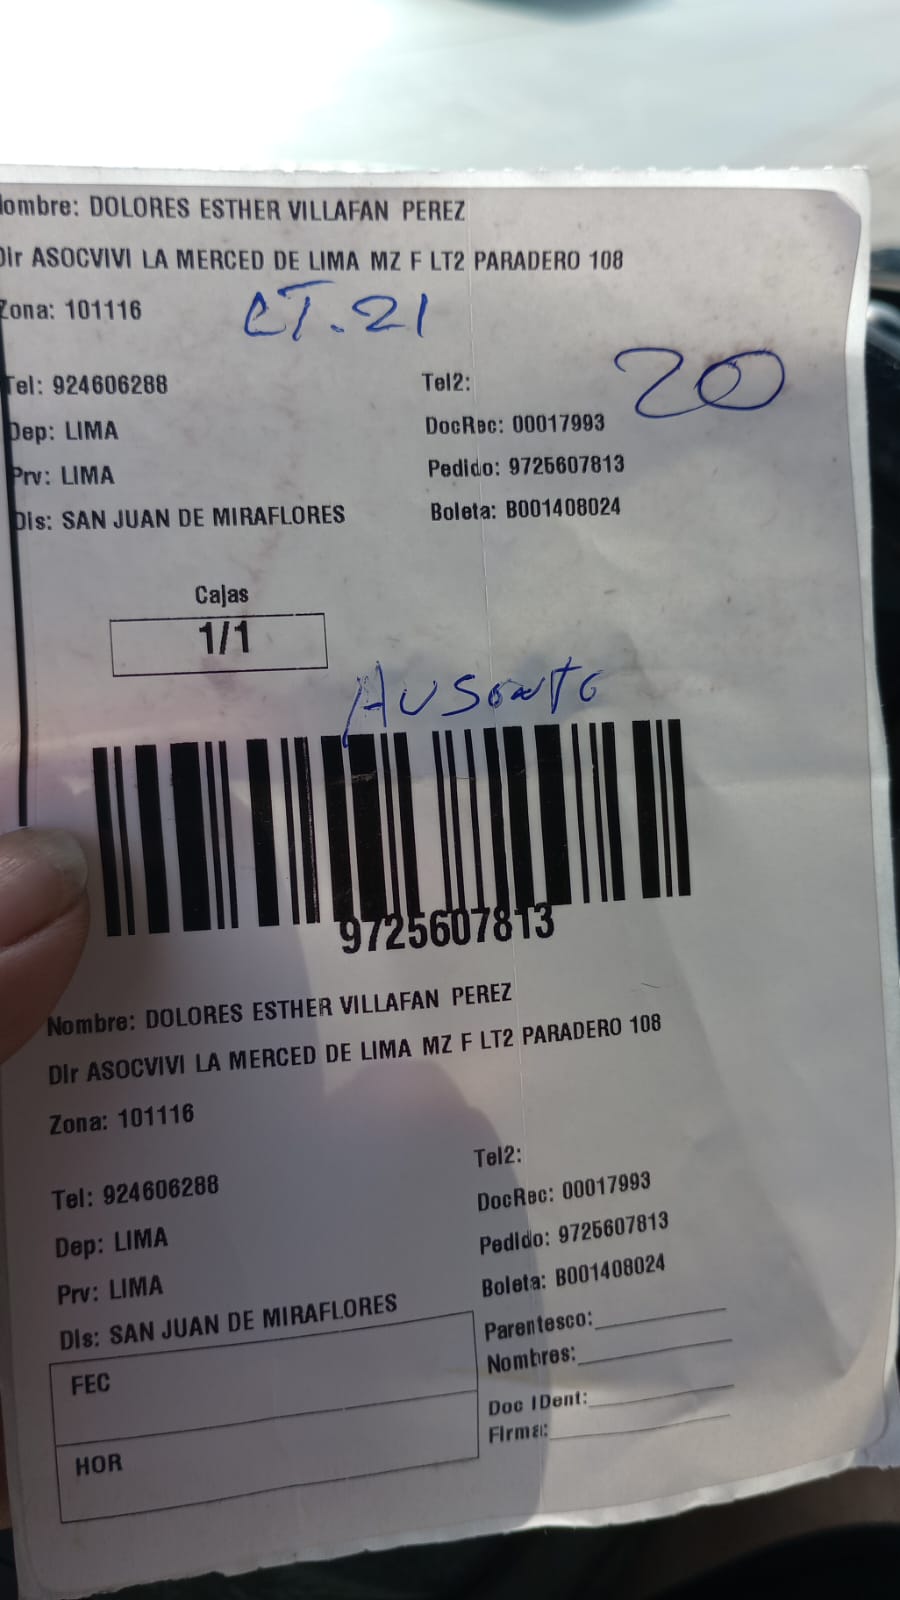 Nombre: DOLORES ESTHER VILLAFAN PEREZ
Dir ASOCVIVI LA MERCED DE LIMA MZ F LT2 PARADERO 108
Zona: 101116
CT.21
20
Tel: 924606288 Tel2:
Dep: LIMA DocRec: 00017993
Prv: LIMA Pedido: 9725607813
Dis: SAN JUAN DE MIRAFLORES Boleta: B001408024
Cajas
1/1
AUSENTE
9725607813
Nombre: DOLORES ESTHER VILLAFAN PEREZ
Dir ASOCVIVI LA MERCED DE LIMA MZ F LT2 PARADERO 108
Zona: 101116
Tel: 924606288 Tel2:
Dep: LIMA DocRec: 00017993
Prv: LIMA Pedido: 9725607813
Dis: SAN JUAN DE MIRAFLORES Boleta: B001408024
FEC
HOR
Parentesco:
Nombres:
Doc IDent:
Firma: